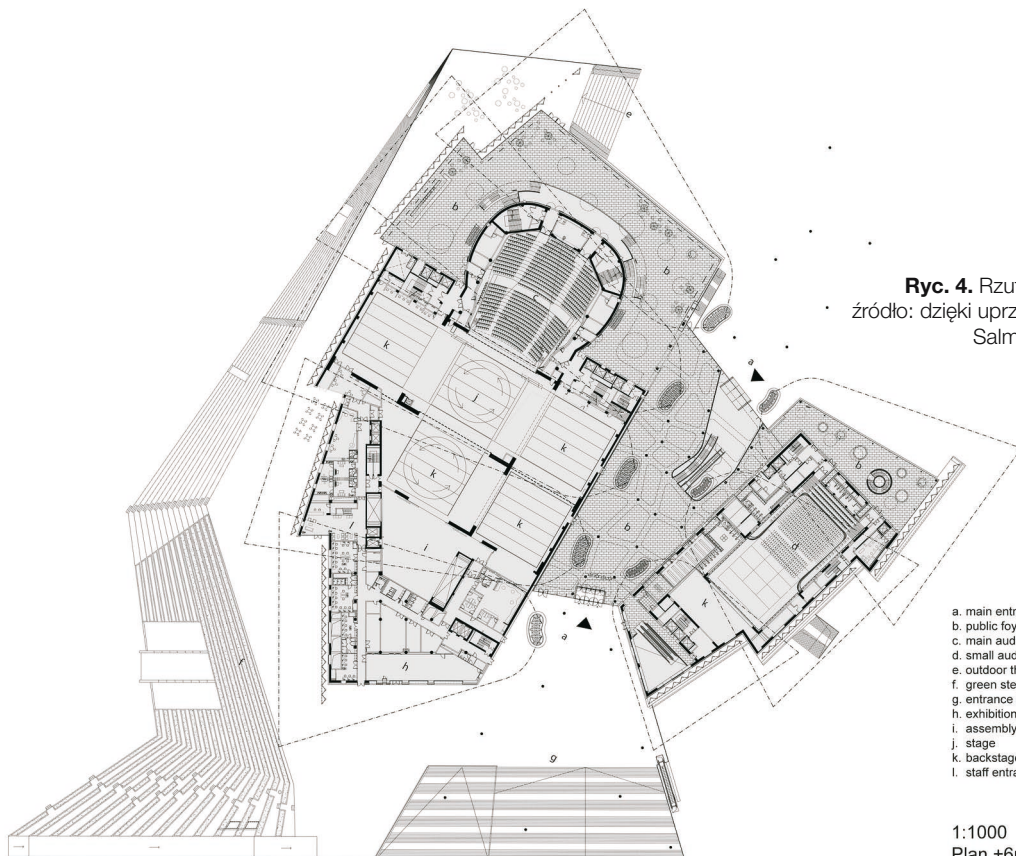 Ryc. 4. Rzut
źródło: dzięki uprz
Salm
a. main entr
b. public foy
c. main aud
d. small aud
e. outdoor th
f. green ste
g. entrance
h. exhibition
i. assembly
j. stage
k. backstage
l. staff entra
1:1000
e
b
b
k
a
j
k
k
k
b
b
d
l
i
k
a
h
f
g